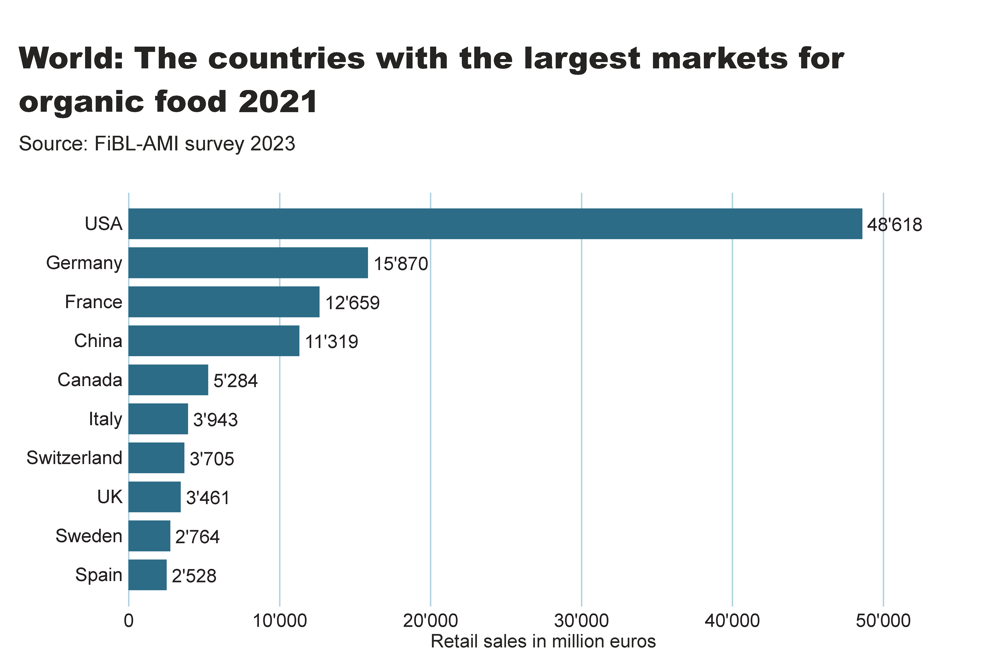 World: The countries with the largest markets for
organic food 2021
Source: FiBL-AMI survey 2023
USA 48'618
Germany 15'870
France 12'659
China 11'319
Canada 5'284
Italy 3'943
Switzerland 3'705
UK 3'461
Sweden 2'764
Spain 2'528
0 10'000 20'000 30'000 40'000 50'000
Retail sales in million euros